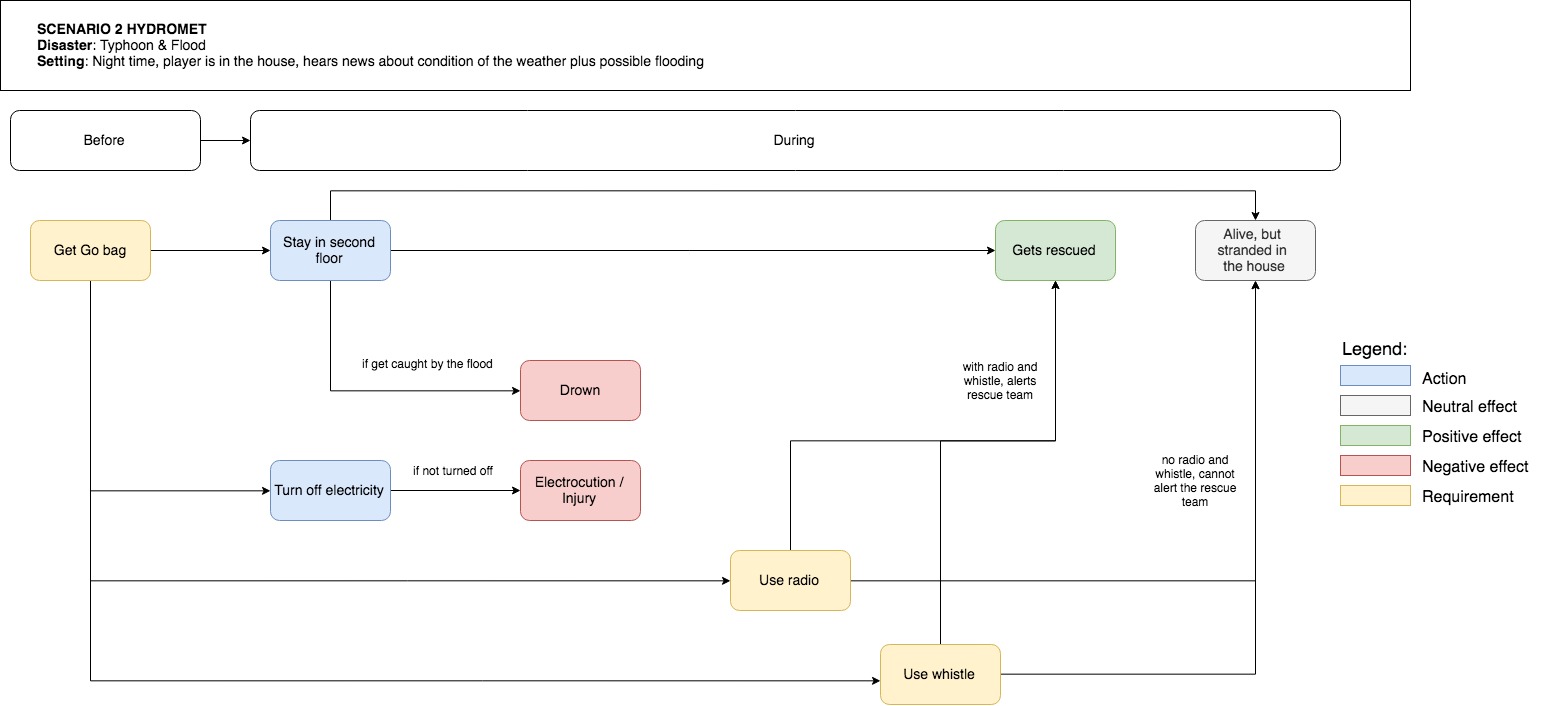 SCENARIO 2 HYDROMET
Disaster: Typhoon & Flood
Setting: Night time, player is in the house, hears news about condition of the weather plus possible flooding
Before
During
Get Go bag
Stay in second
floor
Gets rescued
Alive, but
stranded in
the house
if get caught by the flood
Drown
with radio and
whistle, alerts
rescue team
Legend:
Action
Neutral effect
Positive effect
Negative effect
Requirement
Turn off electricity
if not turned off
Electrocution /
Injury
no radio and
whistle, cannot
alert the rescue
team
Use radio
Use whistle